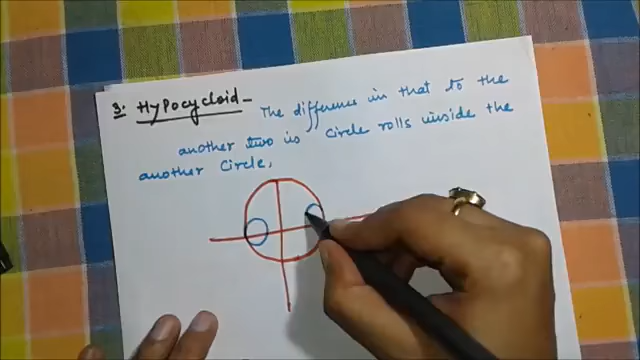 3. Hypocycloid - The difference in that to the
another two is circle rolls inside the
another Circle,